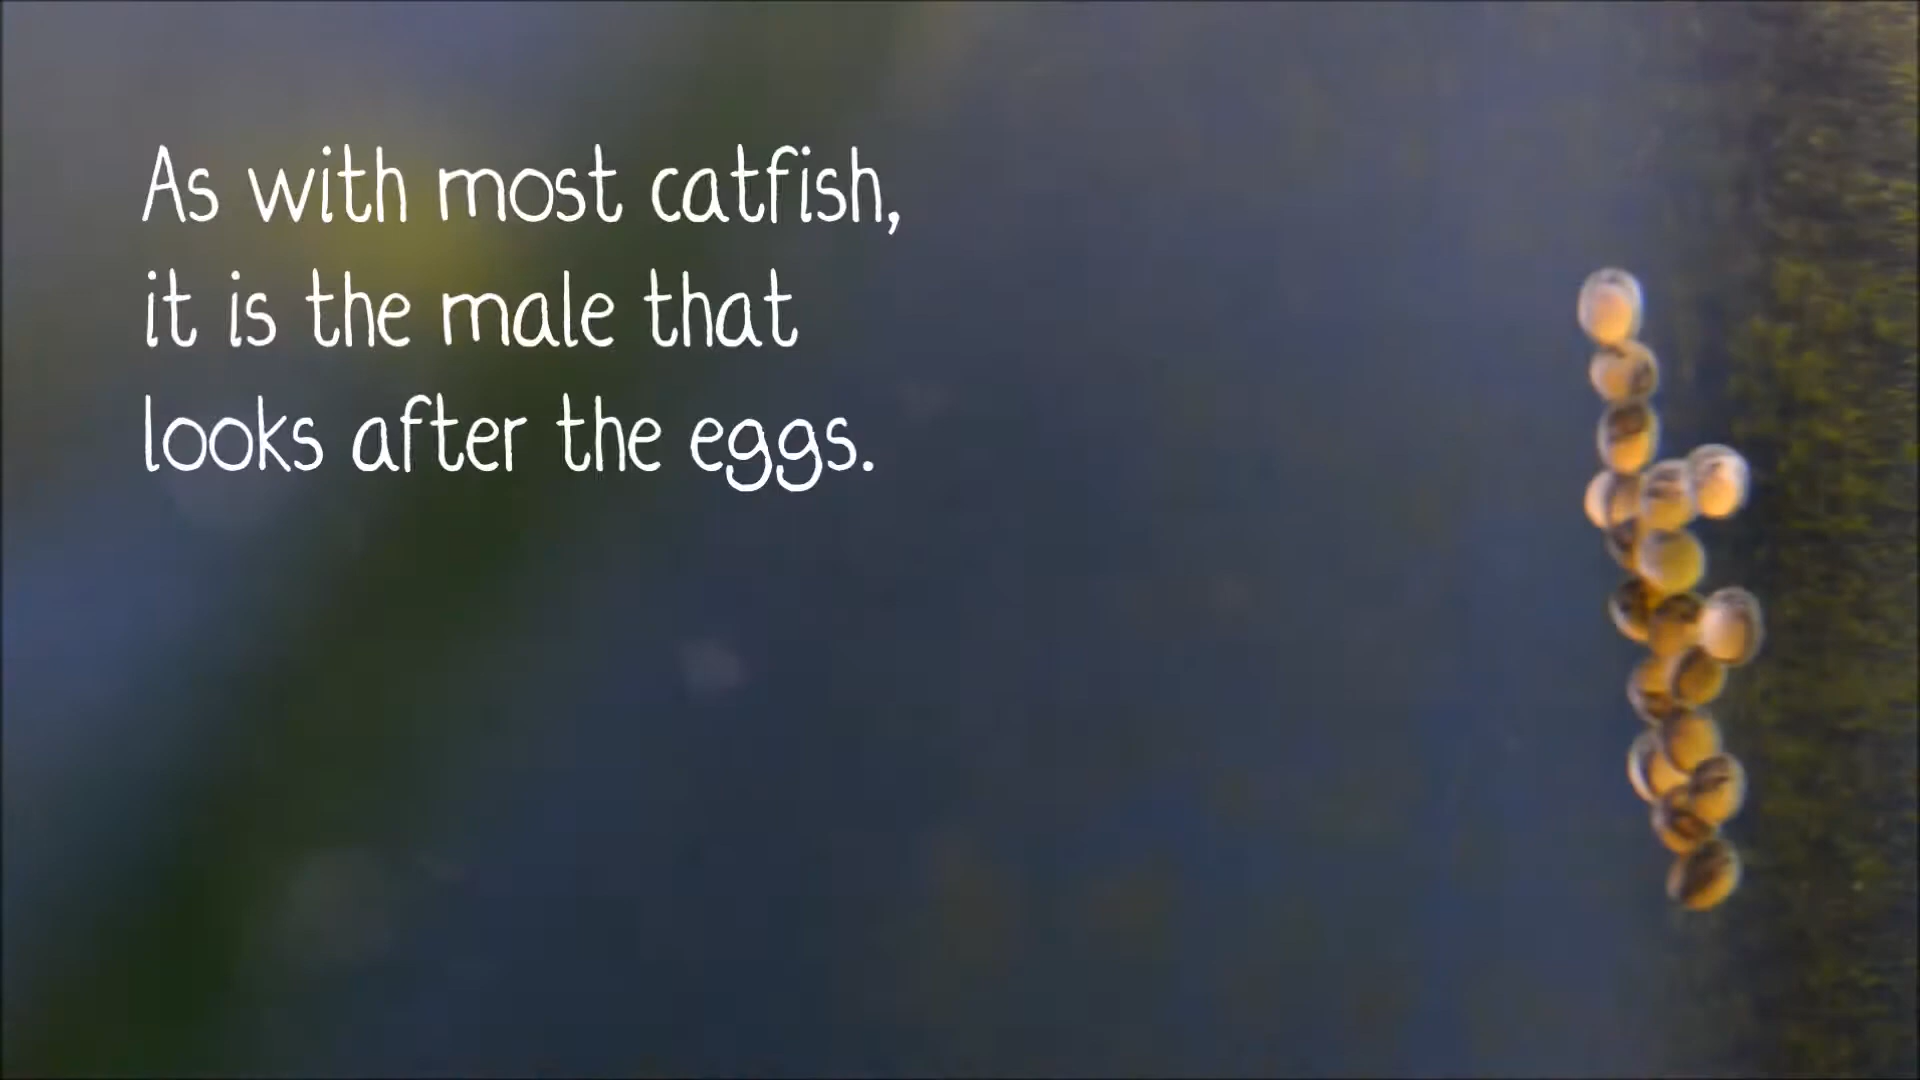 As with most catfish,
it is the male that
looks after the eggs.